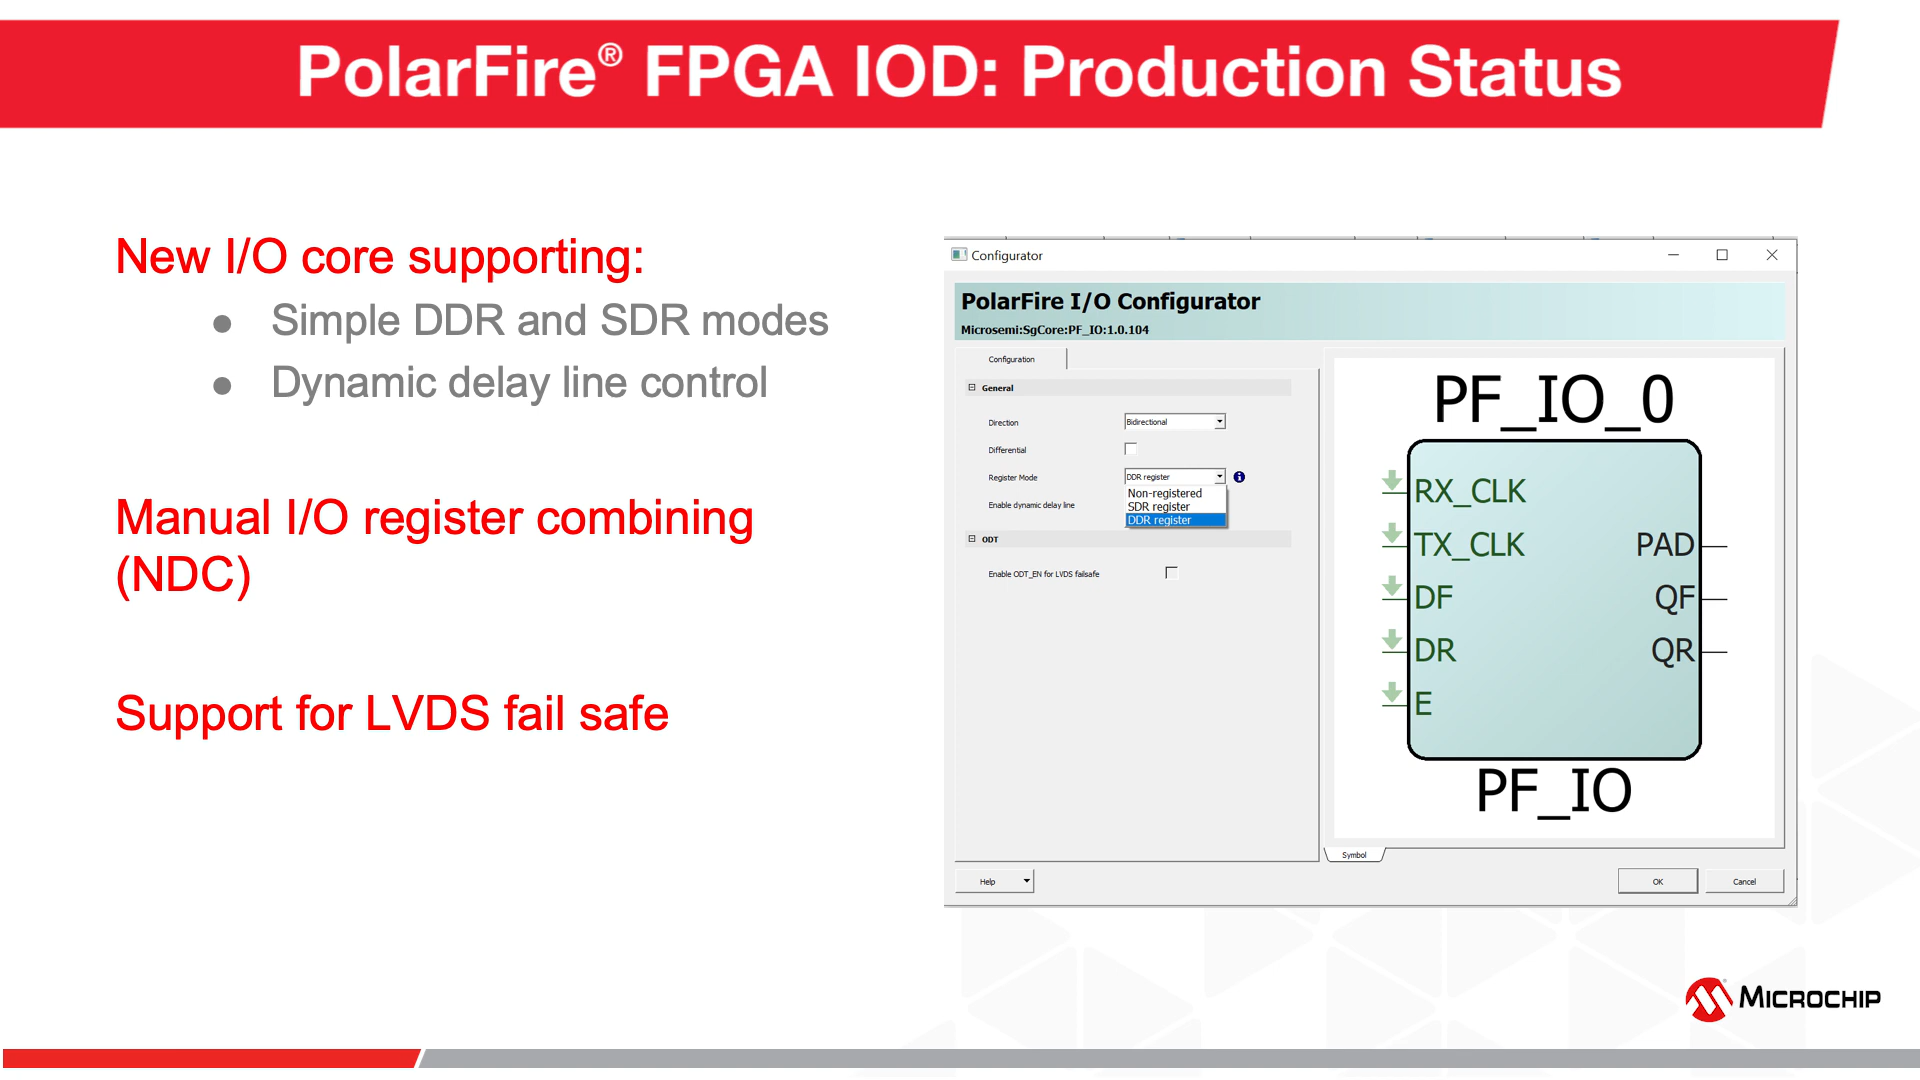 PolarFire® FPGA IOD: Production Status
New I/O core supporting:
● Simple DDR and SDR modes
● Dynamic delay line control
Manual I/O register combining
(NDC)
Support for LVDS fail safe
Configurator
PolarFire I/O Configurator
Microsemi:SgCore:PF_IO:1.0.104
Configuration
General
Direction Bidirectional
Differential
Register Mode DDR register
Non-registered
SDR register
Enable dynamic delay line
DDR register
ODT
Enable ODT_EN for LVDS failsafe
PF_IO_0
RX_CLK
TX_CLK PAD
DF QF
DR QR
E
PF_IO
Symbol
Help
OK Cancel
MICROCHIP